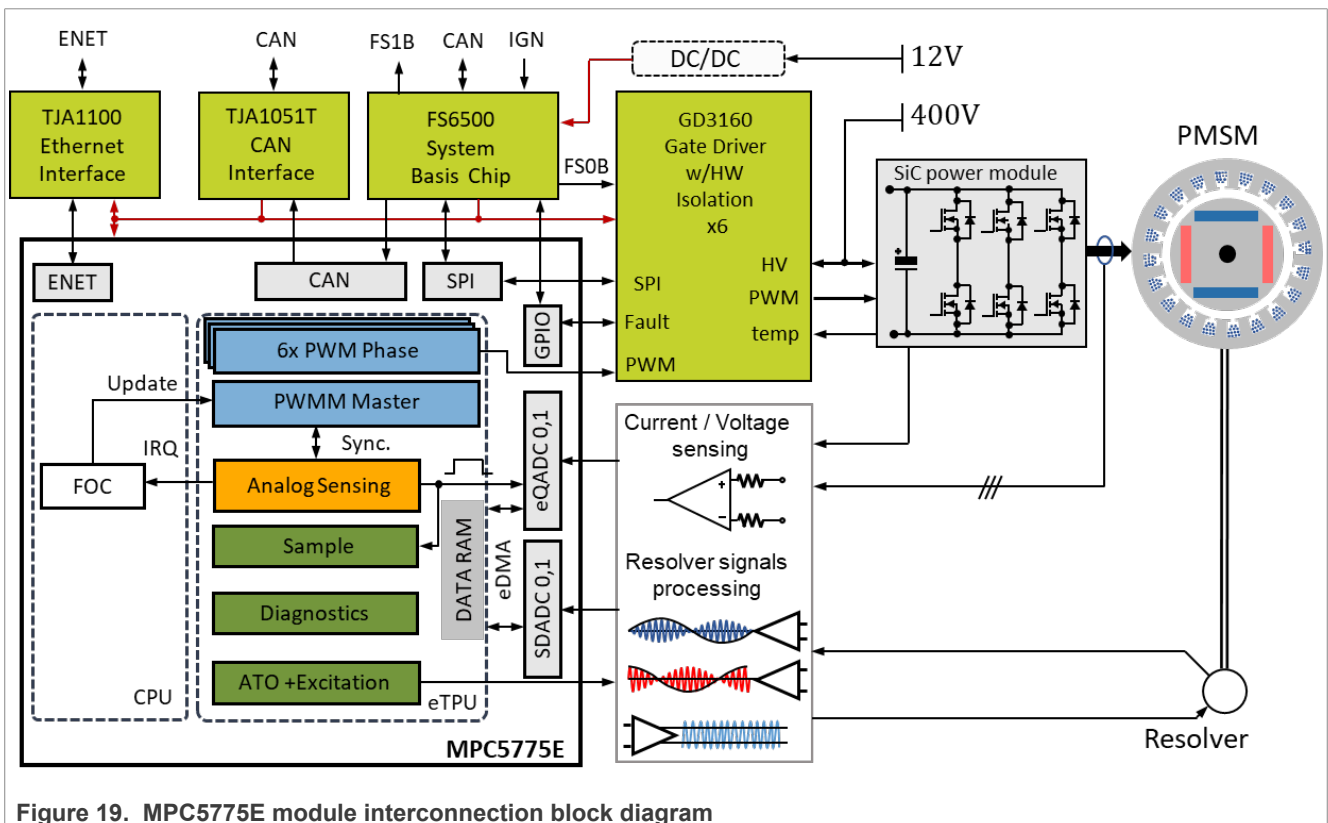 ENET
CAN
FS1B
CAN
IGN
DC/DC
12V
400V
TJA1100
Ethernet
Interface
TJA1051T
CAN
Interface
FS6500
System
Basis Chip
FS0B
GD3160
Gate Driver
w/HW
Isolation
x6
HV
SPI
PWM
Fault
temp
PWM
SiC power module
+
PMSM
ENET
CAN
SPI
GPIO
6x PWM Phase
Update
PWMM Master
IRQ
Sync.
FOC
Analog Sensing
eQADC 0,1
Sample
DATA RAM
eDMA
Diagnostics
SDADC 0,1
ATO +Excitation
CPU
eTPU
MPC5775E
Current / Voltage
sensing
+
−
Resolver signals
processing
Resolver
Figure 19. MPC5775E module interconnection block diagram